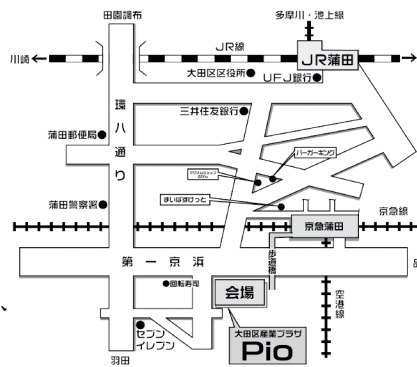 田園調布
多摩川・池上線
川崎
JR線
JR蒲田
大田区区役所
UFJ銀行
三井住友銀行
環八通り
蒲田郵便局
バーガーキング
まいばすけっと
蒲田警察署
京急線
京急蒲田
第一京浜
歩道橋
回転寿司
会場
空港線
、
セブン
イレブン
大田区産業プラザ
Pio
羽田